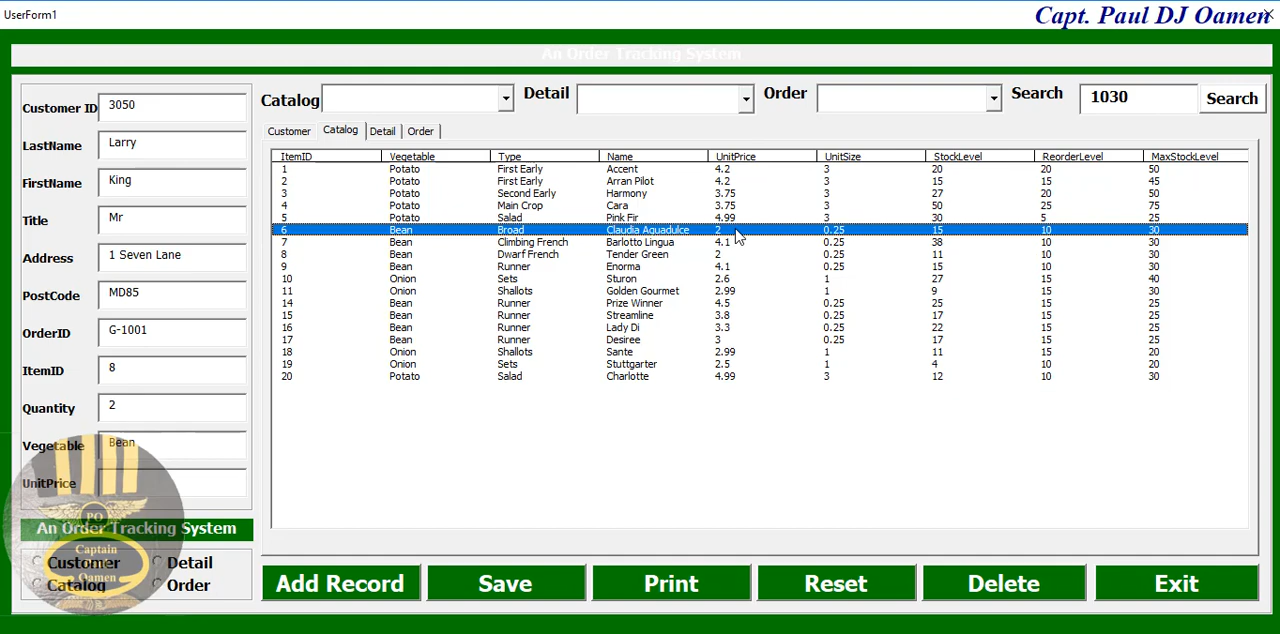 UserForm1
Capt. Paul DJ Oamen
An Order Tracking System
Catalog Detail Order Search 1030 Search
Customer Catalog Detail Order
Customer ID 3050
LastName Larry
FirstName King
Title Mr
Address 1 Seven Lane
PostCode MD85
OrderID G-1001
ItemID 8
Quantity 2
Vegetable Bean
UnitPrice
ItemID Vegetable Type Name UnitPrice UnitSize StockLevel ReorderLevel MaxStockLevel
1 Potato First Early Accent 4.2 3 20 20 50
2 Potato First Early Arran Pilot 4.2 3 15 15 45
3 Potato Second Early Harmony 3.75 3 27 20 50
4 Potato Main Crop Cara 3.75 3 50 25 75
5 Potato Salad Pink Fir 4.99 3 30 5 25
6 Bean Broad Claudia Aquadulce 2 0.25 15 10 30
7 Bean Climbing French Barlotto Lingua 4.1 0.25 38 10 30
8 Bean Dwarf French Tender Green 2 0.25 11 10 30
9 Bean Runner Enorma 4.1 0.25 15 10 30
10 Onion Sets Sturon 2.6 1 27 15 40
11 Onion Shallots Golden Gourmet 2.99 1 9 15 30
14 Bean Runner Prize Winner 4.5 0.25 25 15 25
15 Bean Runner Streamline 3.8 0.25 17 15 25
16 Bean Runner Lady Di 3.3 0.25 22 15 25
17 Bean Runner Desiree 3 0.25 17 15 25
18 Onion Shallots Sante 2.99 1 11 15 20
19 Onion Sets Stuttgarter 2.5 1 4 10 20
20 Potato Salad Charlotte 4.99 3 12 10 30
An Order Tracking System
Customer Detail
Catalog Order
PO
Captain
Oamen
Add Record Save Print Reset Delete Exit